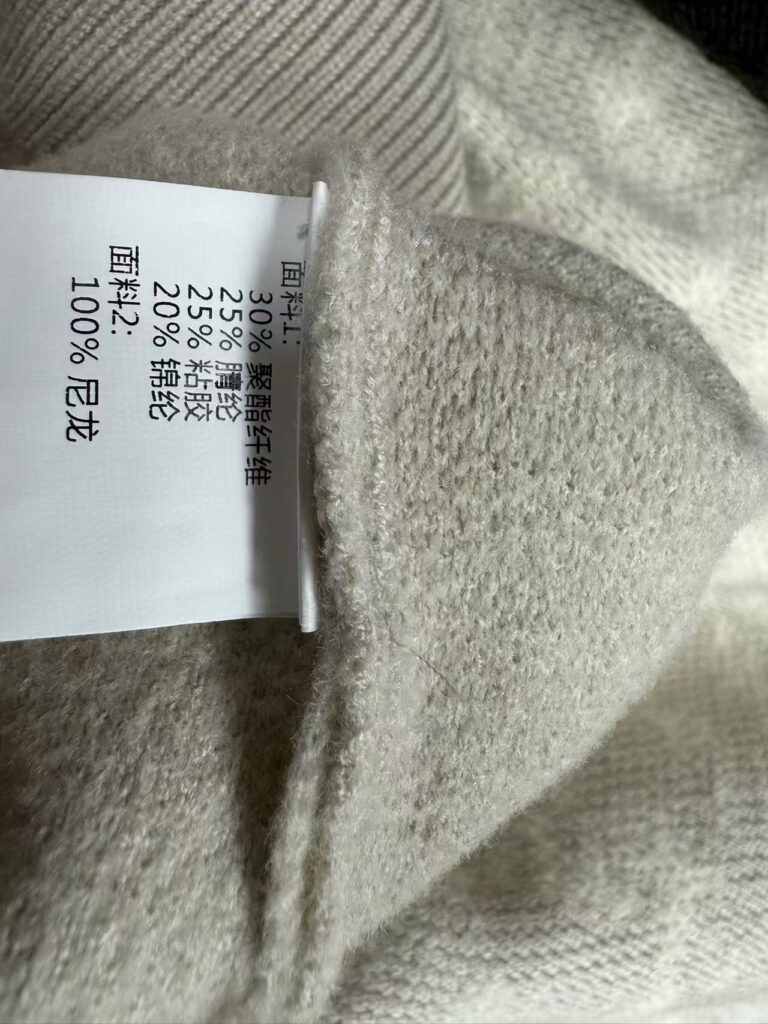 面料1:
30% 聚酯纤维
25% 腈纶
25% 粘胶
20% 锦纶
面料2:
100% 尼龙